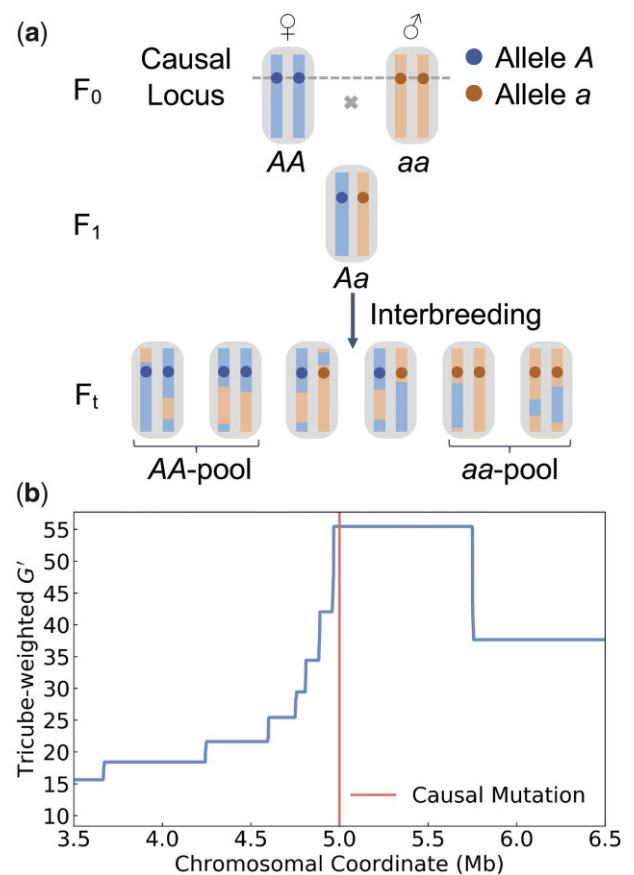 (a)
♀ ♂
Causal Locus
Allele A
Allele a
F0
AA aa
F1
Aa
Interbreeding
Ft
AA-pool aa-pool
(b)
Tricube-weighted G′
55
50
45
40
35
30
25
20
15
10
Causal Mutation
3.5 4.0 4.5 5.0 5.5 6.0 6.5
Chromosomal Coordinate (Mb)